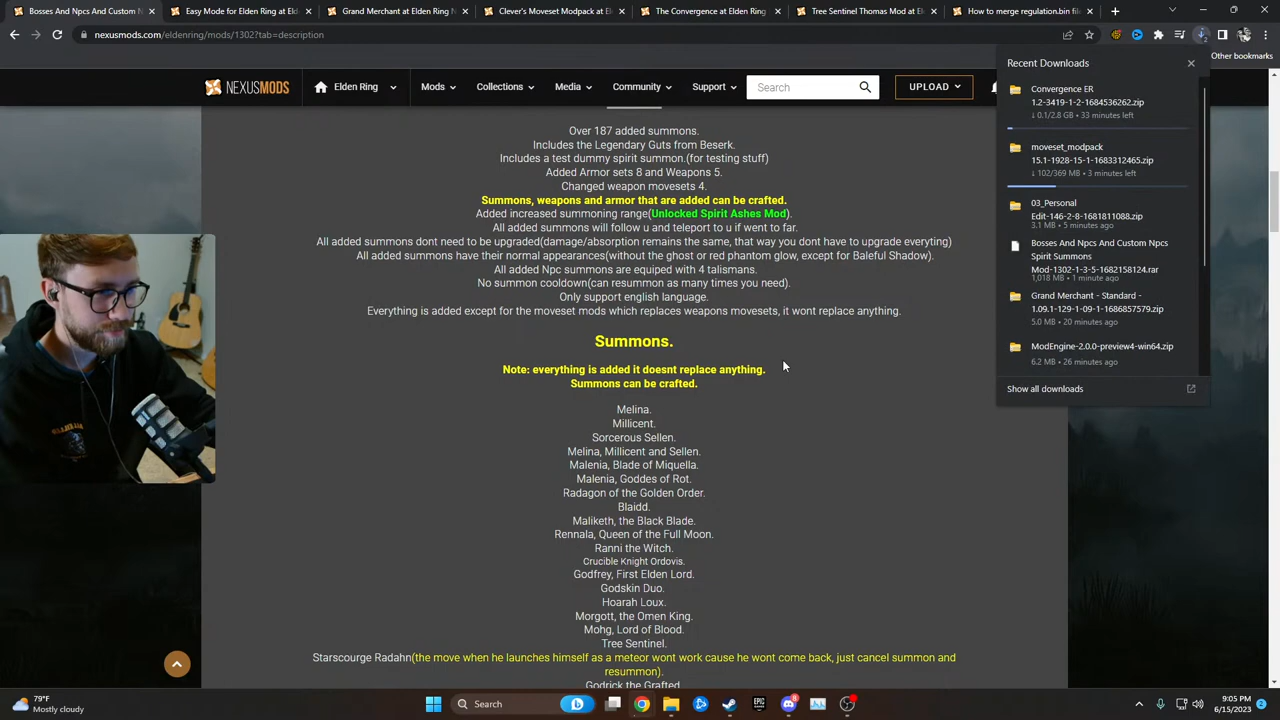 Bosses And Npcs And Custom N
Easy Mode for Elden Ring at Eld
Grand Merchant at Elden Ring N
Clever's Moveset Modpack at E
The Convergence at Elden Ring
Tree Sentinel Thomas Mod at E
How to merge regulation.bin file
nexusmods.com/eldenring/mods/1302?tab=description
Other bookmarks
NEXUSMODS
Elden Ring
Mods
Collections
Media
Community
Support
Search
UPLOAD
Recent Downloads
Convergence ER
1.2-3419-1-2-1684536262.zip
↓ 0.1/2.8 GB • 33 minutes left
moveset_modpack
15.1-1928-15-1-1683312465.zip
↓ 102/369 MB • 3 minutes left
03_Personal
Edit-146-2-8-1681811088.zip
3.1 MB • 5 minutes ago
Bosses And Npcs And Custom Npcs
Spirit Summons
Mod-1302-1-3-5-1682158124.rar
1,018 MB • 1 minute ago
Grand Merchant - Standard -
1.09.1-129-1-09-1-1686857579.zip
5.0 MB • 20 minutes ago
ModEngine-2.0.0-preview4-win64.zip
6.2 MB • 26 minutes ago
Show all downloads
Over 187 added summons.
Includes the Legendary Guts from Beserk.
Includes a test dummy spirit summon.(for testing stuff)
Added Armor sets 8 and Weapons 5.
Changed weapon movesets 4.
Summons, weapons and armor that are added can be crafted.
Added increased summoning range(Unlocked Spirit Ashes Mod).
All added summons will follow u and teleport to u if went to far.
All added summons dont need to be upgraded(damage/absorption remains the same, that way you dont have to upgrade everyting)
All added summons have their normal appearances(without the ghost or red phantom glow, except for Baleful Shadow).
All added Npc summons are equiped with 4 talismans.
No summon cooldown(can resummon as many times you need).
Only support english language.
Everything is added except for the moveset mods which replaces weapons movesets, it wont replace anything.
Summons.
Note: everything is added it doesnt replace anything.
Summons can be crafted.
Melina.
Millicent.
Sorcerous Sellen.
Melina, Millicent and Sellen.
Malenia, Blade of Miquella.
Malenia, Goddes of Rot.
Radagon of the Golden Order.
Blaidd.
Maliketh, the Black Blade.
Rennala, Queen of the Full Moon.
Ranni the Witch.
Crucible Knight Ordovis.
Godfrey, First Elden Lord.
Godskin Duo.
Hoarah Loux.
Morgott, the Omen King.
Mohg, Lord of Blood.
Tree Sentinel.
Starscourge Radahn(the move when he launches himself as a meteor wont work cause he wont come back, just cancel summon and
resummon).
Godrick the Grafted
79°F
Mostly cloudy
Search
9:05 PM
6/15/2023